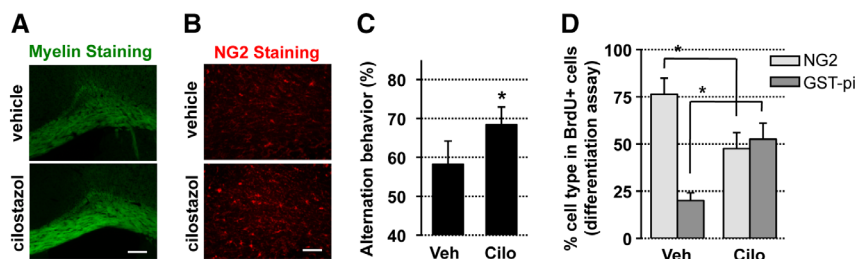 A
Myelin Staining
vehicle
cilostazol
B
NG2 Staining
vehicle
cilostazol
C
Alternation behavior (%)
80
70
60
50
40
*
Veh Cilo
D
% cell type in BrdU+ cells
(differentiation assay)
100
75
50
25
0
*
*
NG2
GST-pi
Veh Cilo